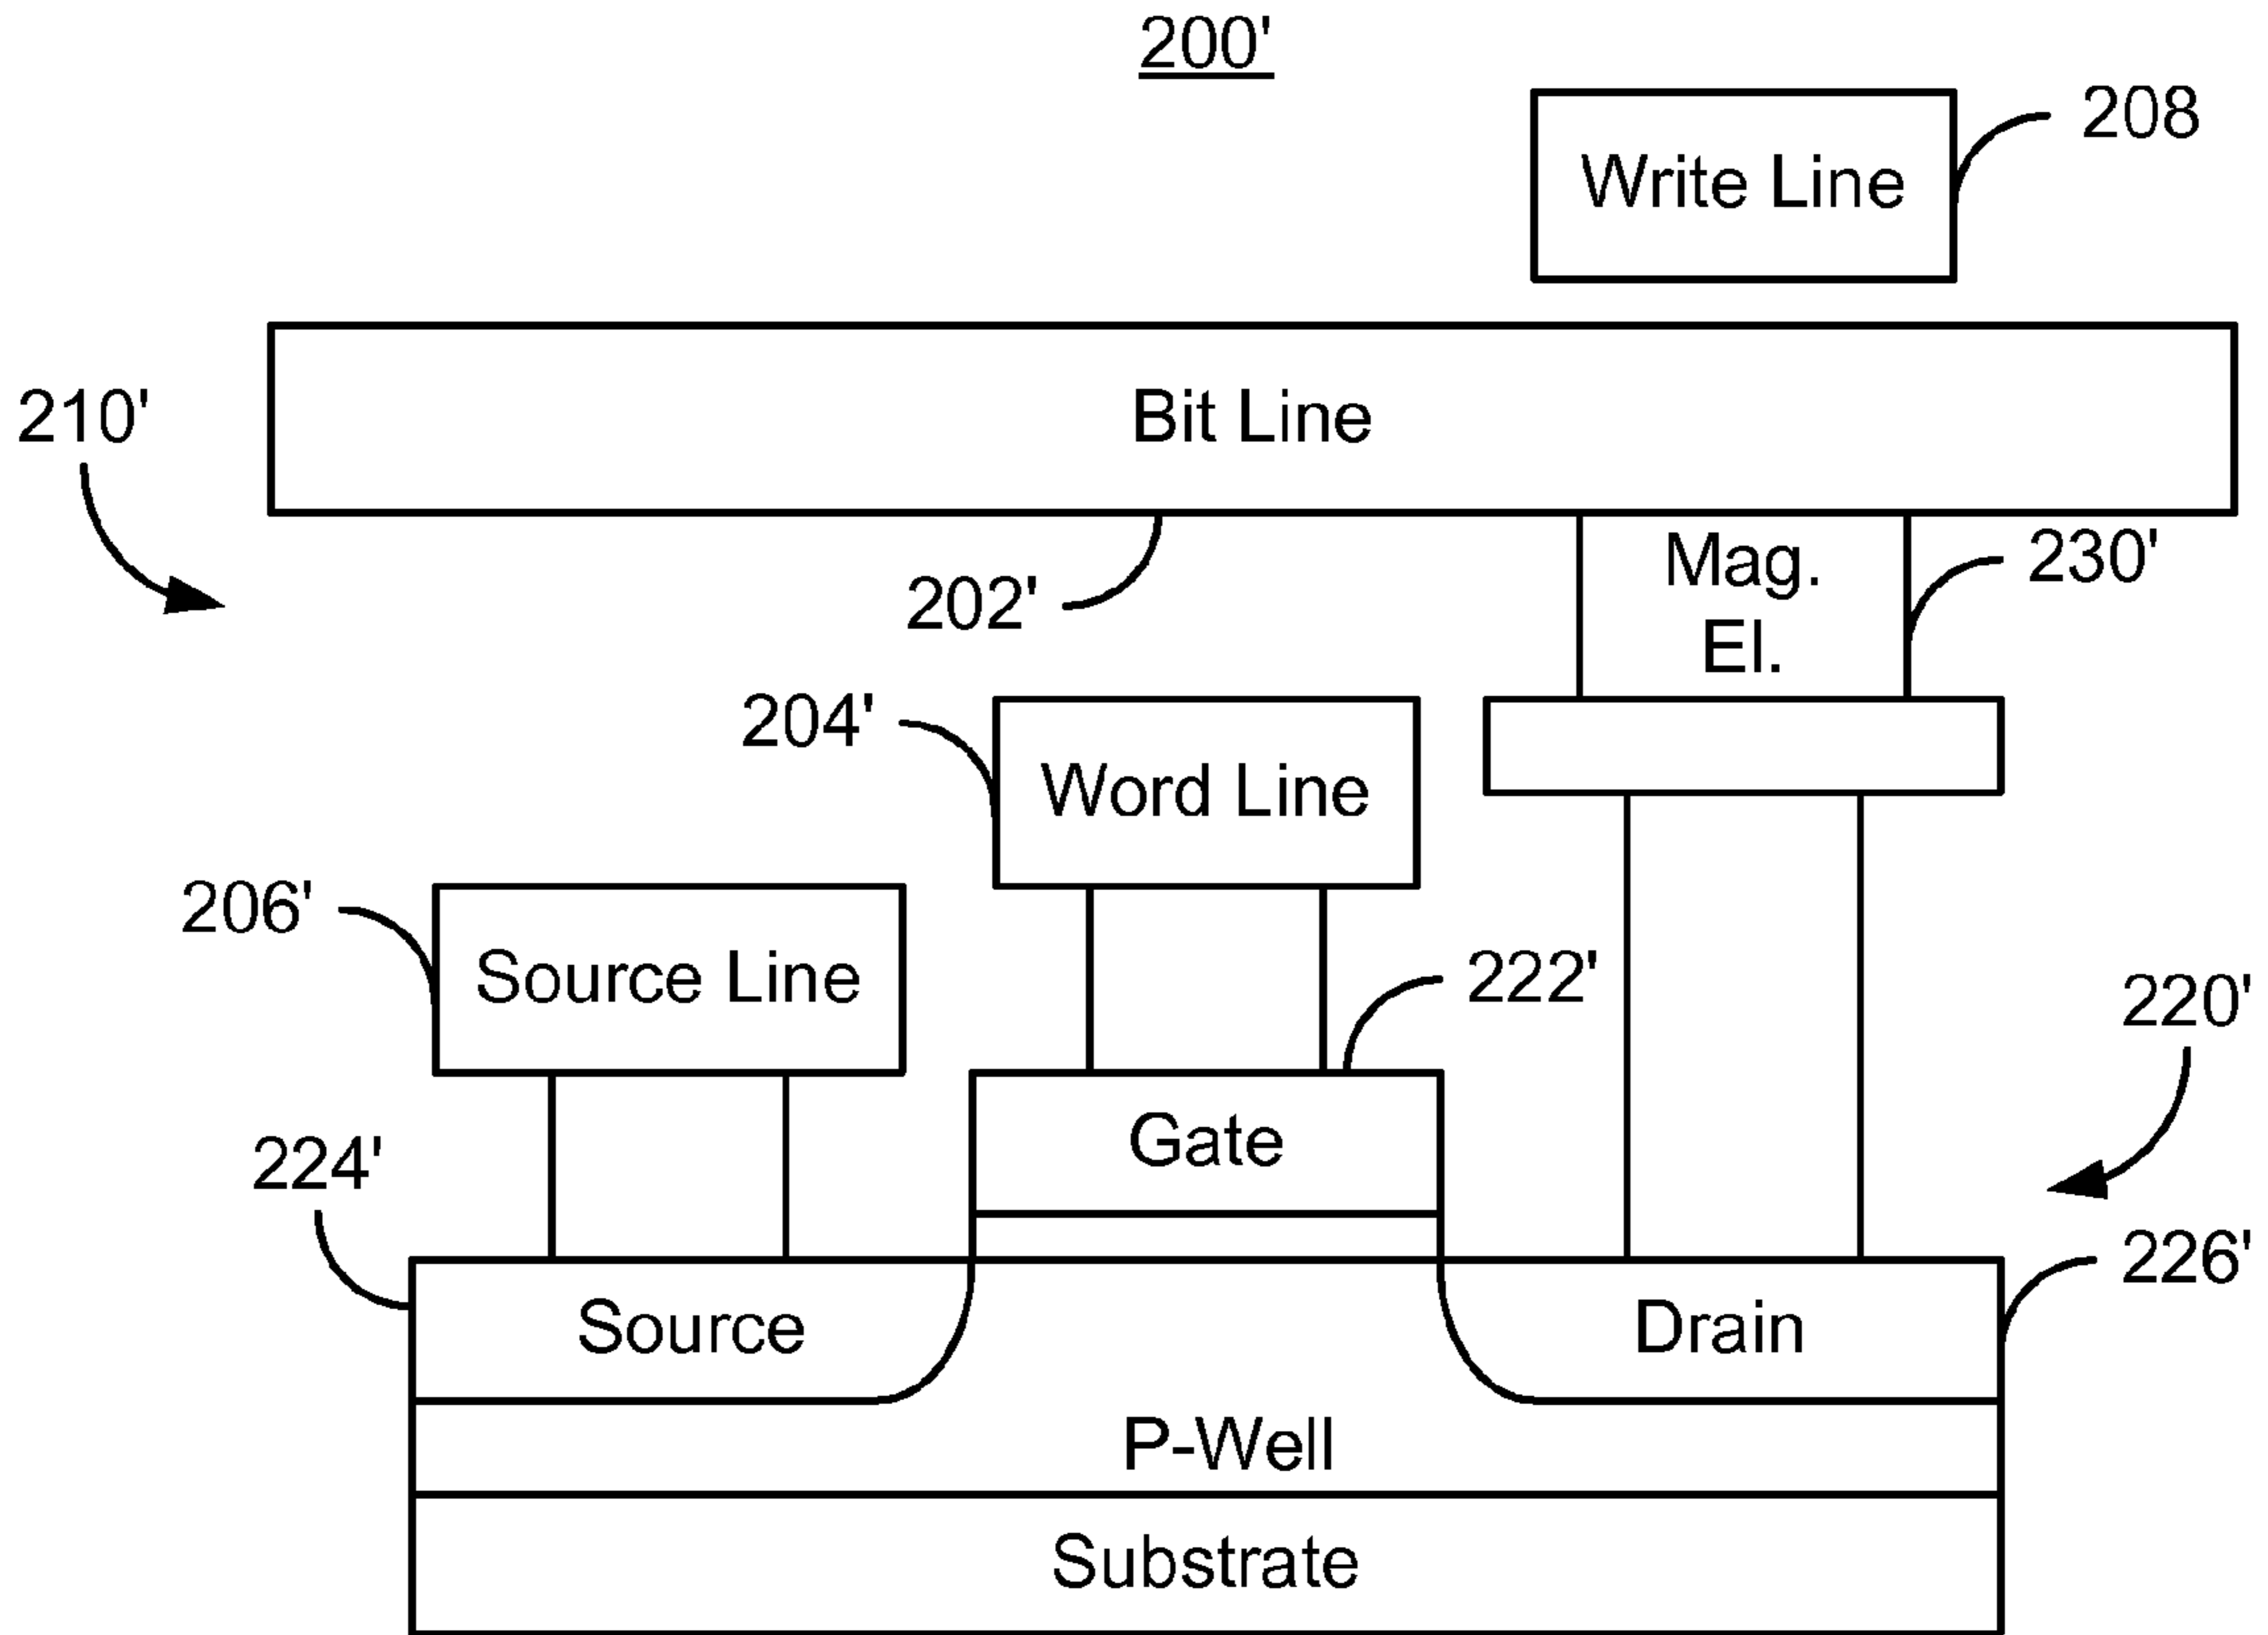 200'
208
Write Line
210'
Bit Line
202'
Mag.
El.
230'
204'
Word Line
206'
Source Line
222'
220'
224'
Gate
226'
Source
Drain
P-Well
Substrate